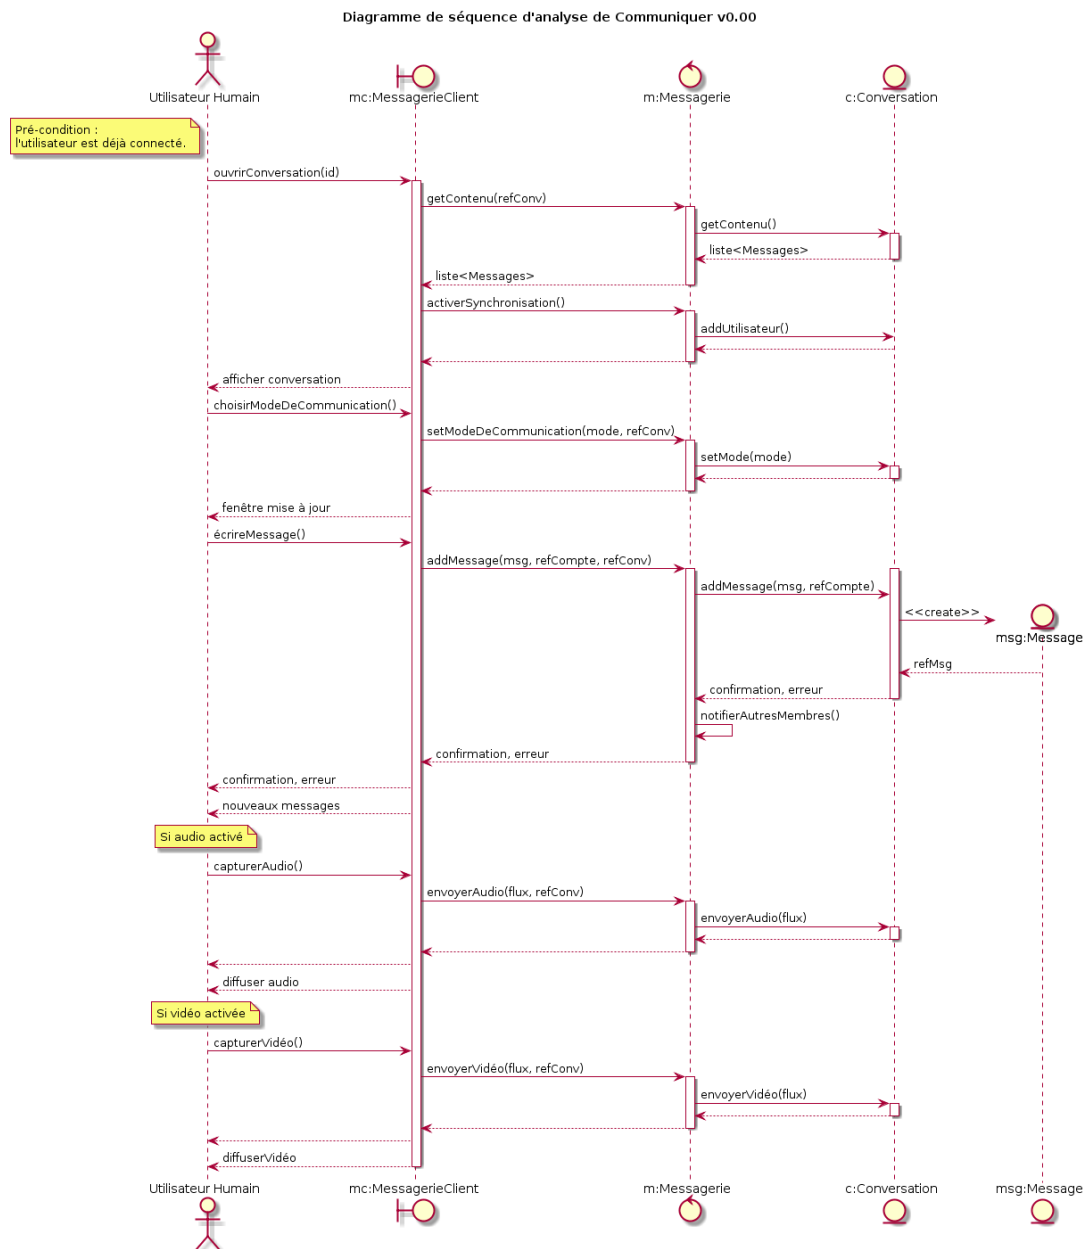 Diagramme de séquence d'analyse de Communiquer v0.00
Utilisateur Humain
mc:MessagerieClient
m:Messagerie
c:Conversation
Pré-condition :
l'utilisateur est déjà connecté.
ouvrirConversation(id)
getContenu(refConv)
getContenu()
liste<Messages>
liste<Messages>
activerSynchronisation()
addUtilisateur()
afficher conversation
choisirModeDeCommunication()
setModeDeCommunication(mode, refConv)
setMode(mode)
fenêtre mise à jour
écrireMessage()
addMessage(msg, refCompte, refConv)
addMessage(msg, refCompte)
<<create>>
msg:Message
refMsg
confirmation, erreur
notifierAutresMembres()
confirmation, erreur
confirmation, erreur
nouveaux messages
Si audio activé
capturerAudio()
envoyerAudio(flux, refConv)
envoyerAudio(flux)
diffuser audio
Si vidéo activée
capturerVidéo()
envoyerVidéo(flux, refConv)
envoyerVidéo(flux)
diffuserVidéo
Utilisateur Humain
mc:MessagerieClient
m:Messagerie
c:Conversation
msg:Message